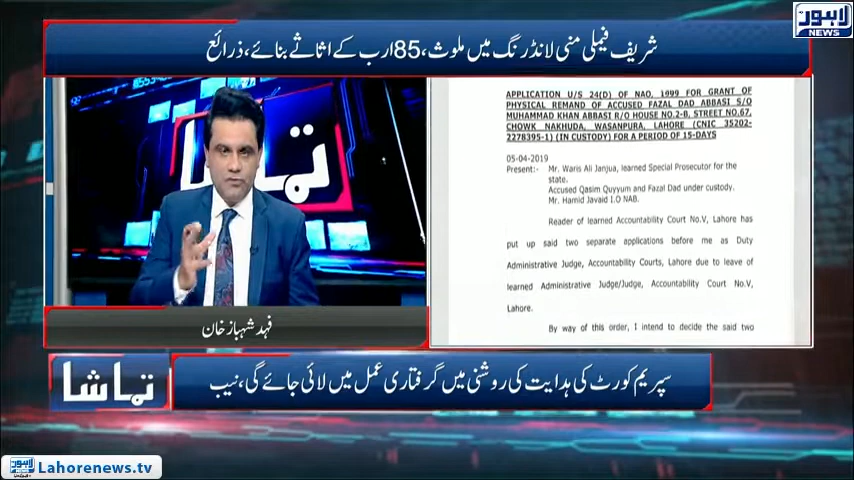 لاہور
NEWS
شریف فیملی منی لانڈرنگ میں ملوث، 85 ارب کے اثاثے بنائے، ذرائع
تماشا
APPLICATION U/S 24(D) OF NAO, 1999 FOR GRANT OF
PHYSICAL REMAND OF ACCUSED FAZAL DAD ABBASI S/O
MUHAMMAD KHAN ABBASI R/O HOUSE NO.2-B, STREET NO.67,
CHOWK NAKHUDA, WASANPURA, LAHORE (CNIC 35202-
2278395-1) (IN CUSTODY) FOR A PERIOD OF 15-DAYS
05-04-2019
Present:- Mr. Waris Ali Janjua, learned Special Prosecutor for the
state.
Accused Qasim Quyyum and Fazal Dad under custody.
Mr. Hamid Javaid I.O NAB.
Reader of learned Accountability Court No.V, Lahore has
put up said two separate applications before me as Duty
Administrative Judge, Accountability Courts, Lahore due to leave of
learned Administrative Judge/Judge, Accountability Court No.V,
Lahore.
By way of this order, I intend to decide the said two
فہد شہباز خان
تماشا
سپریم کورٹ کی ہدایت کی روشنی میں گرفتاری عمل میں لائی جائے گی، نیب
Lahorenews.tv